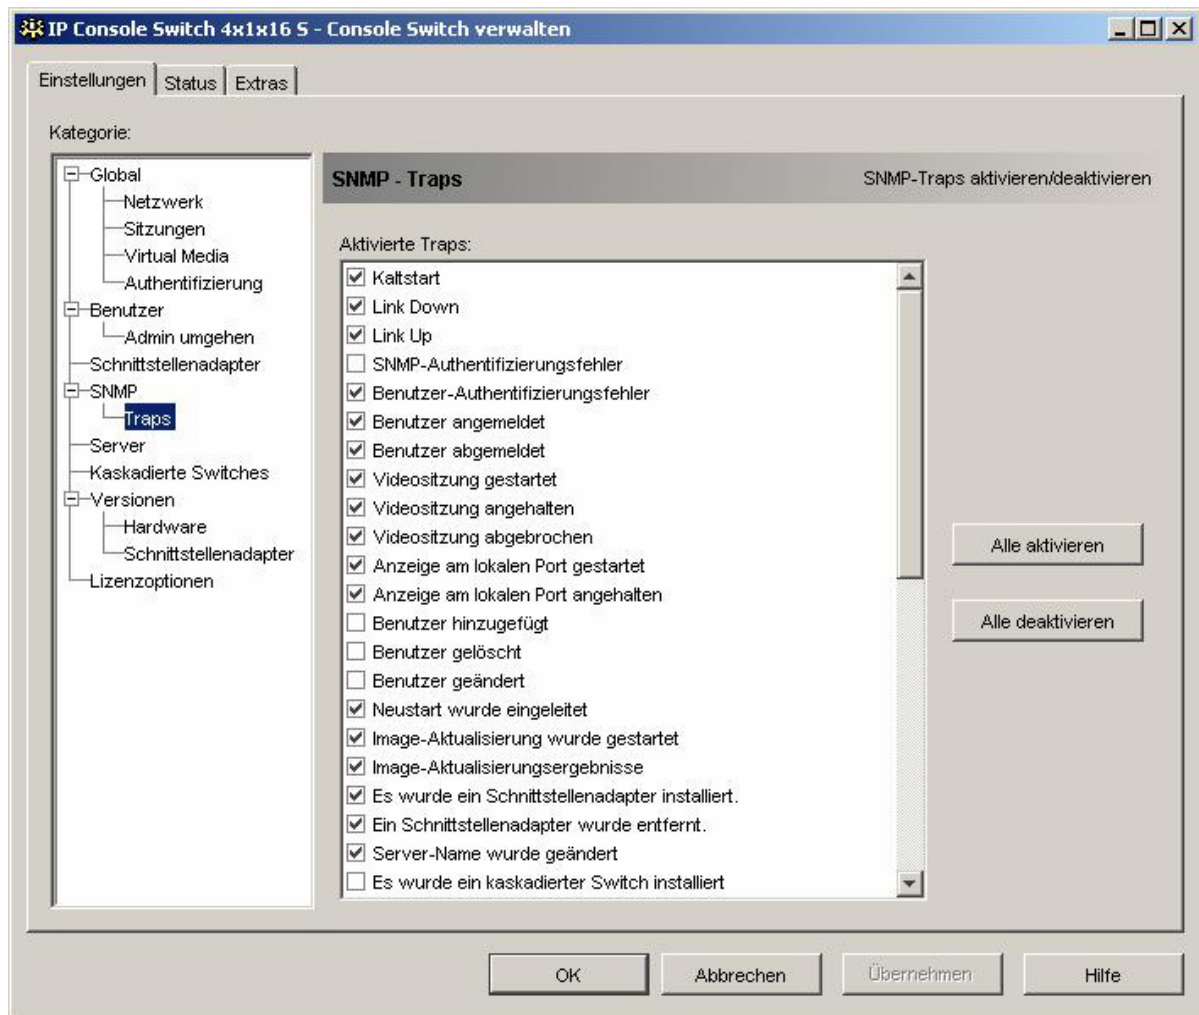 IP Console Switch 4x1x16 S - Console Switch verwalten
Einstellungen Status Extras
Kategorie:
Global
Netzwerk
Sitzungen
Virtual Media
Authentifizierung
Benutzer
Admin umgehen
Schnittstellenadapter
SNMP
Traps
Server
Kaskadierte Switches
Versionen
Hardware
Schnittstellenadapter
Lizenzoptionen
SNMP - Traps
SNMP-Traps aktivieren/deaktivieren
Aktivierte Traps:
Kaltstart
Link Down
Link Up
SNMP-Authentifizierungsfehler
Benutzer-Authentifizierungsfehler
Benutzer angemeldet
Benutzer abgemeldet
Videositzung gestartet
Videositzung angehalten
Videositzung abgebrochen
Anzeige am lokalen Port gestartet
Anzeige am lokalen Port angehalten
Benutzer hinzugefügt
Benutzer gelöscht
Benutzer geändert
Neustart wurde eingeleitet
Image-Aktualisierung wurde gestartet
Image-Aktualisierungsergebnisse
Es wurde ein Schnittstellenadapter installiert.
Ein Schnittstellenadapter wurde entfernt.
Server-Name wurde geändert
Es wurde ein kaskadierter Switch installiert
Alle aktivieren
Alle deaktivieren
OK Abbrechen Übernehmen Hilfe